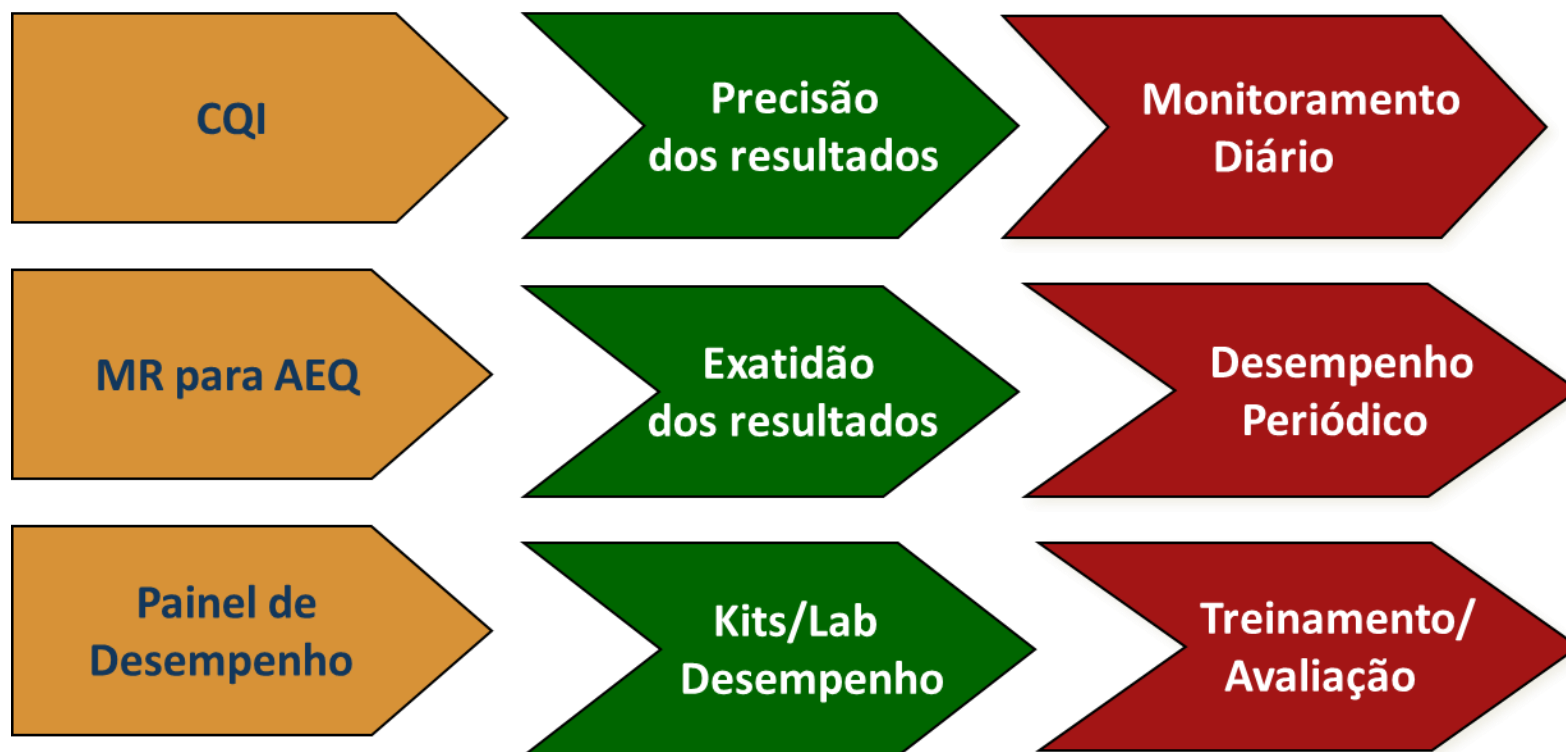 CQI
Precisão
dos resultados
Monitoramento
Diário
MR para AEQ
Exatidão
dos resultados
Desempenho
Periódico
Painel de
Desempenho
Kits/Lab
Desempenho
Treinamento/
Avaliação